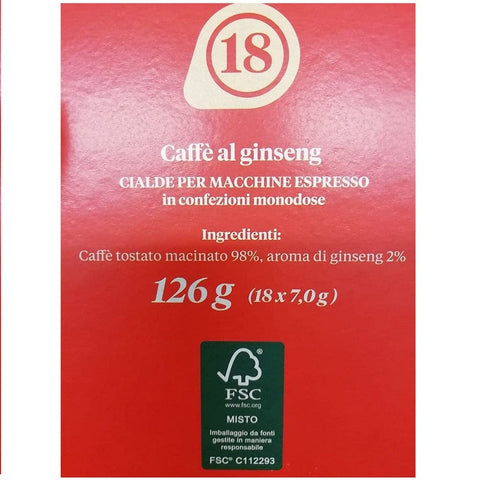 18
Caffè al ginseng
CIALDE PER MACCHINE ESPRESSO
in confezioni monodose
Ingredienti:
Caffè tostato macinato 98%, aroma di ginseng 2%
126 g (18 x 7,0 g)
FSC
www.fsc.org
MISTO
Imballaggio da fonti
gestite in maniera
responsabile
FSC® C112293